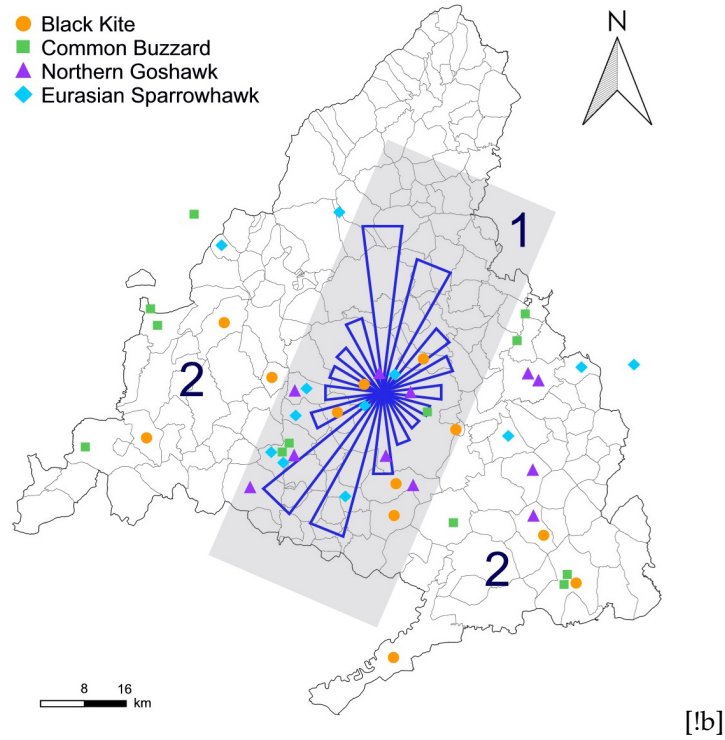 Black Kite
Common Buzzard
Northern Goshawk
Eurasian Sparrowhawk
N
1
2
2
8 16
km
[!b]